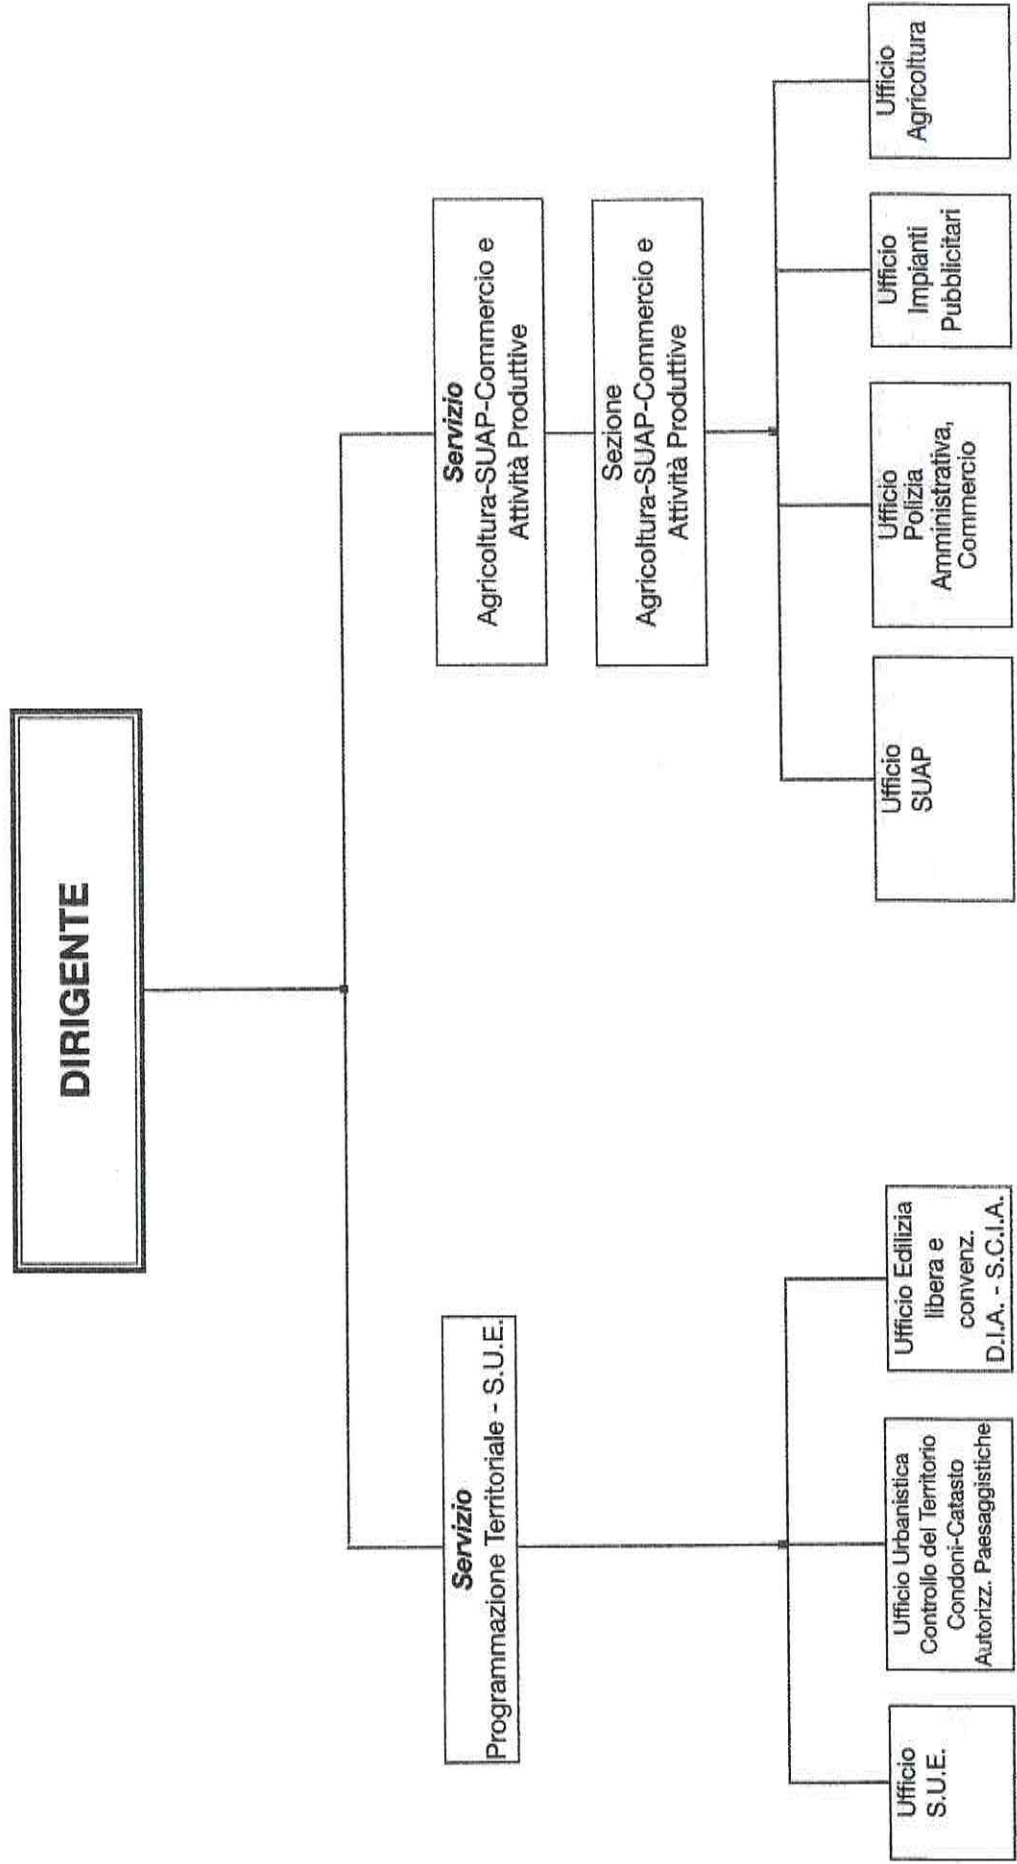 DIRIGENTE
Servizio
Programmazione Territoriale - S.U.E.
Servizio
Agricoltura-SUAP-Commercio e
Attività Produttive
Sezione
Agricoltura-SUAP-Commercio e
Attività Produttive
Ufficio
S.U.E.
Ufficio Urbanistica
Controllo del Territorio
Condoni-Catasto
Autorizz. Paesaggistiche
Ufficio Edilizia
libera e
convenz.
D.I.A. - S.C.I.A.
Ufficio
SUAP
Ufficio
Polizia
Amministrativa,
Commercio
Ufficio
Impianti
Pubblicitari
Ufficio
Agricoltura